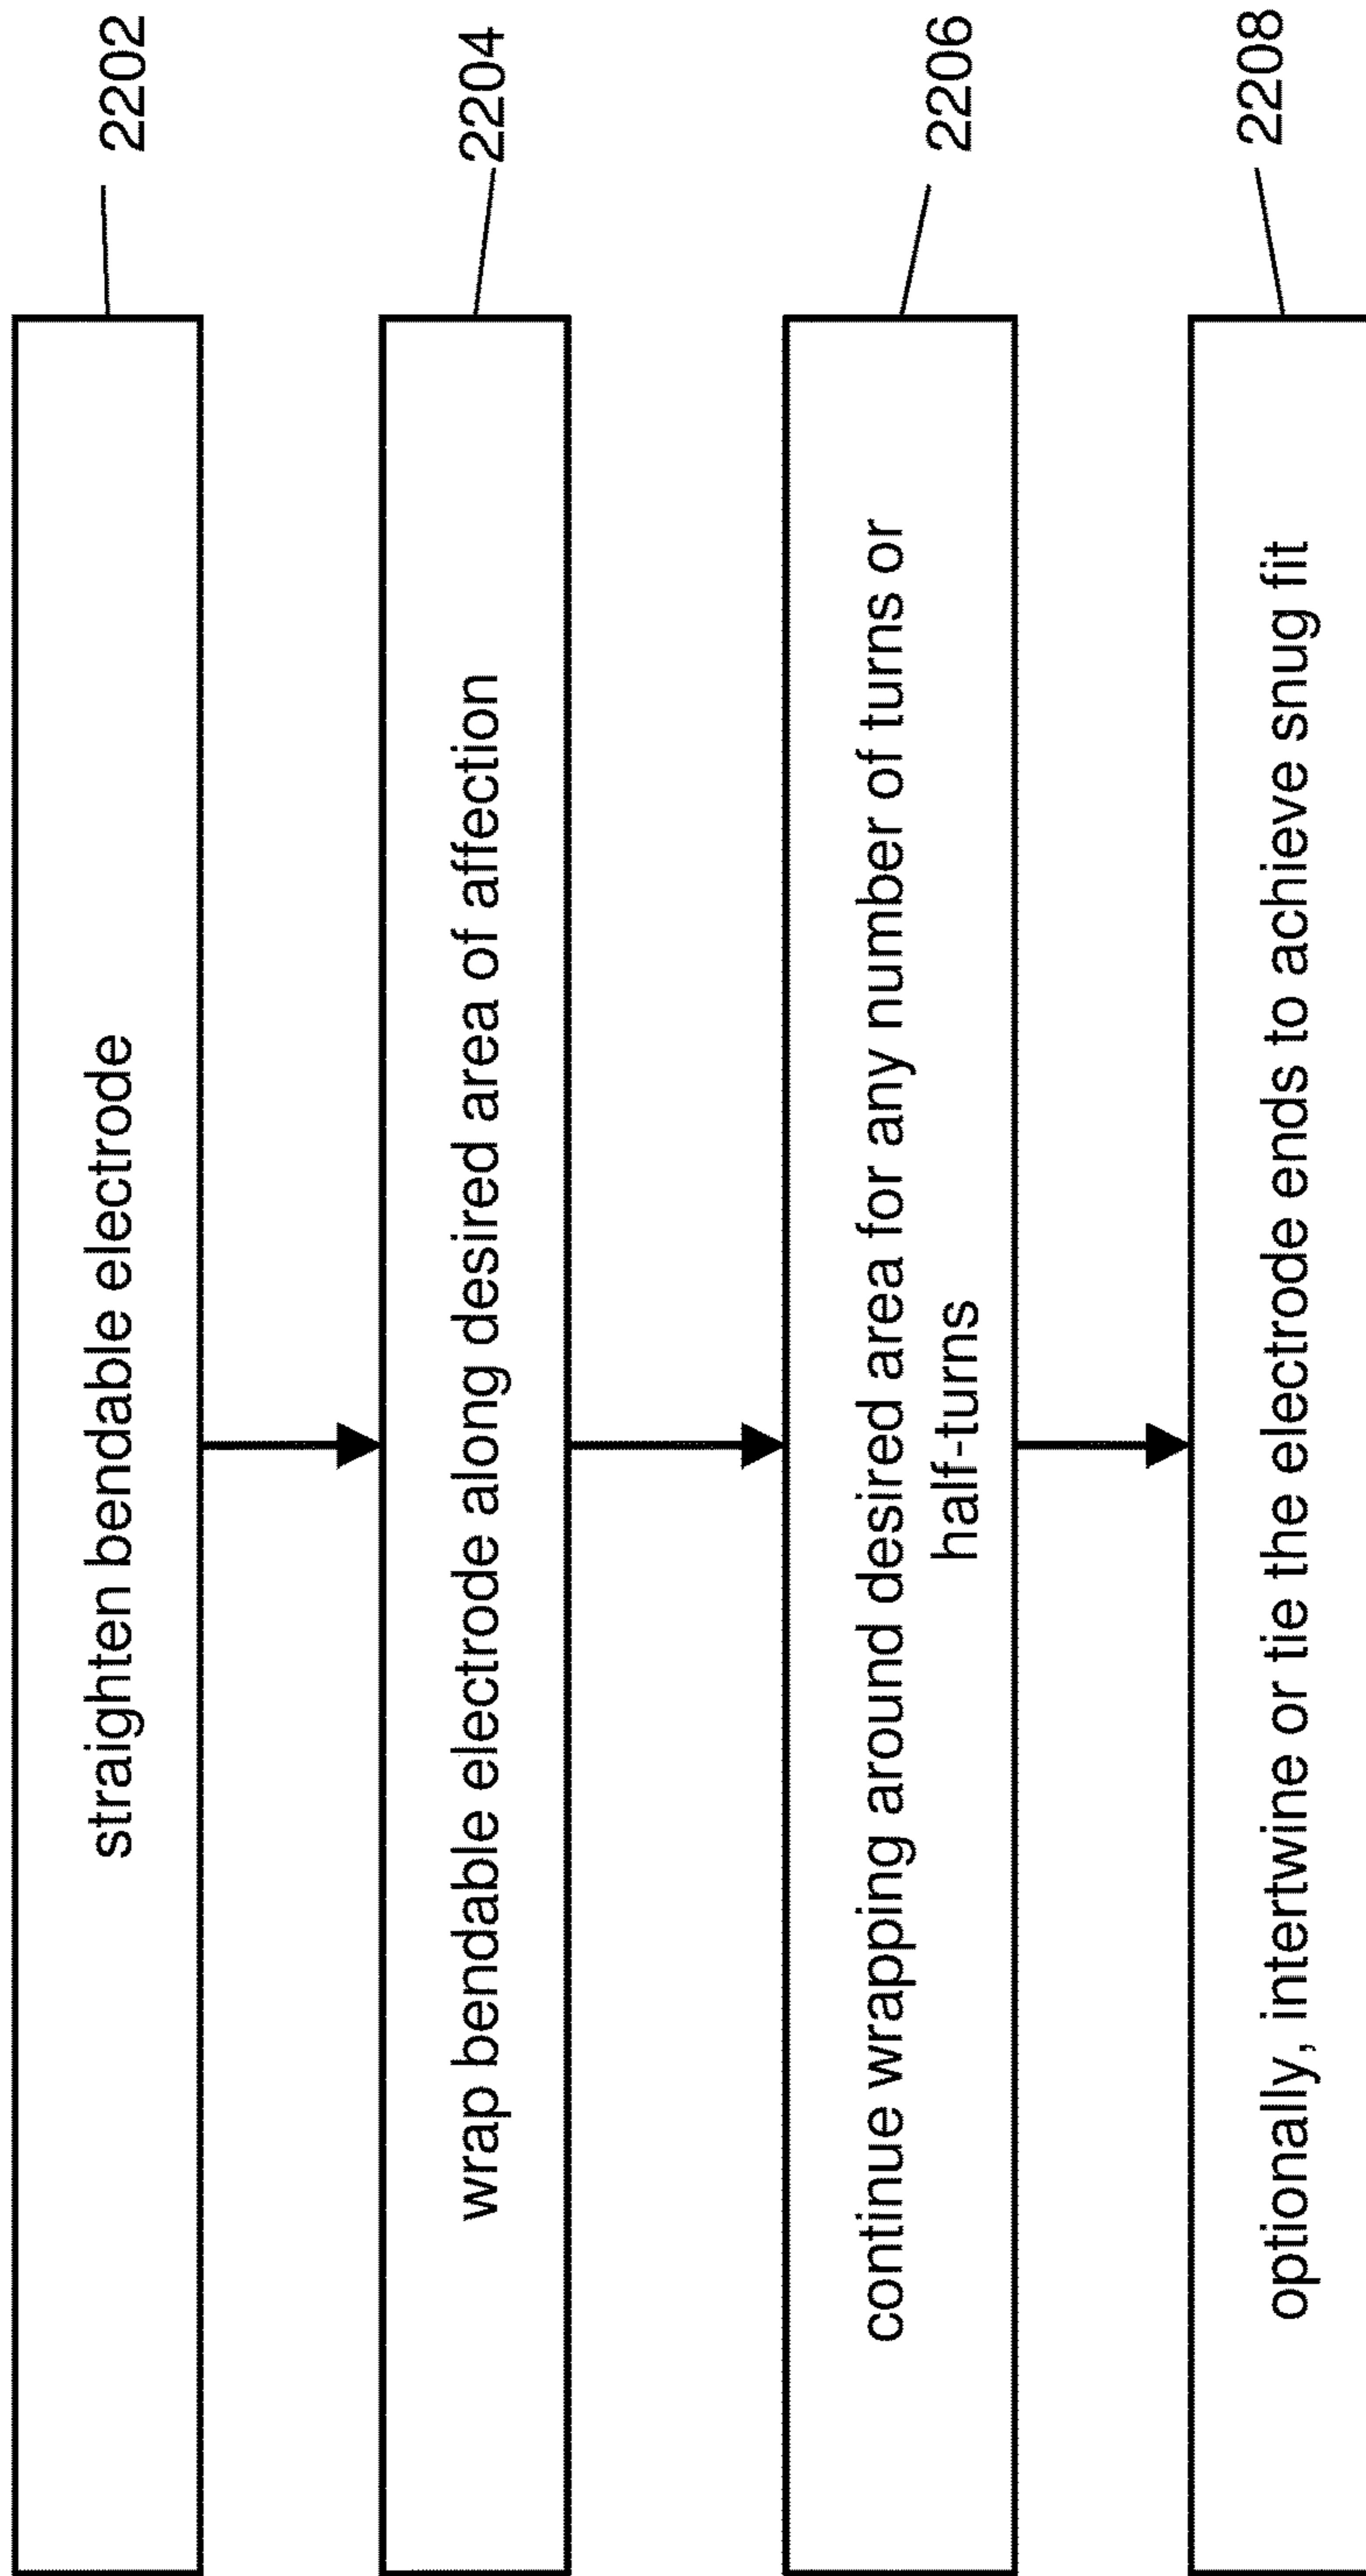 straighten bendable electrode
2202
wrap bendable electrode along desired area of affection
2204
continue wrapping around desired area for any number of turns or
half-turns
2206
optionally, intertwine or tie the electrode ends to achieve snug fit
2208